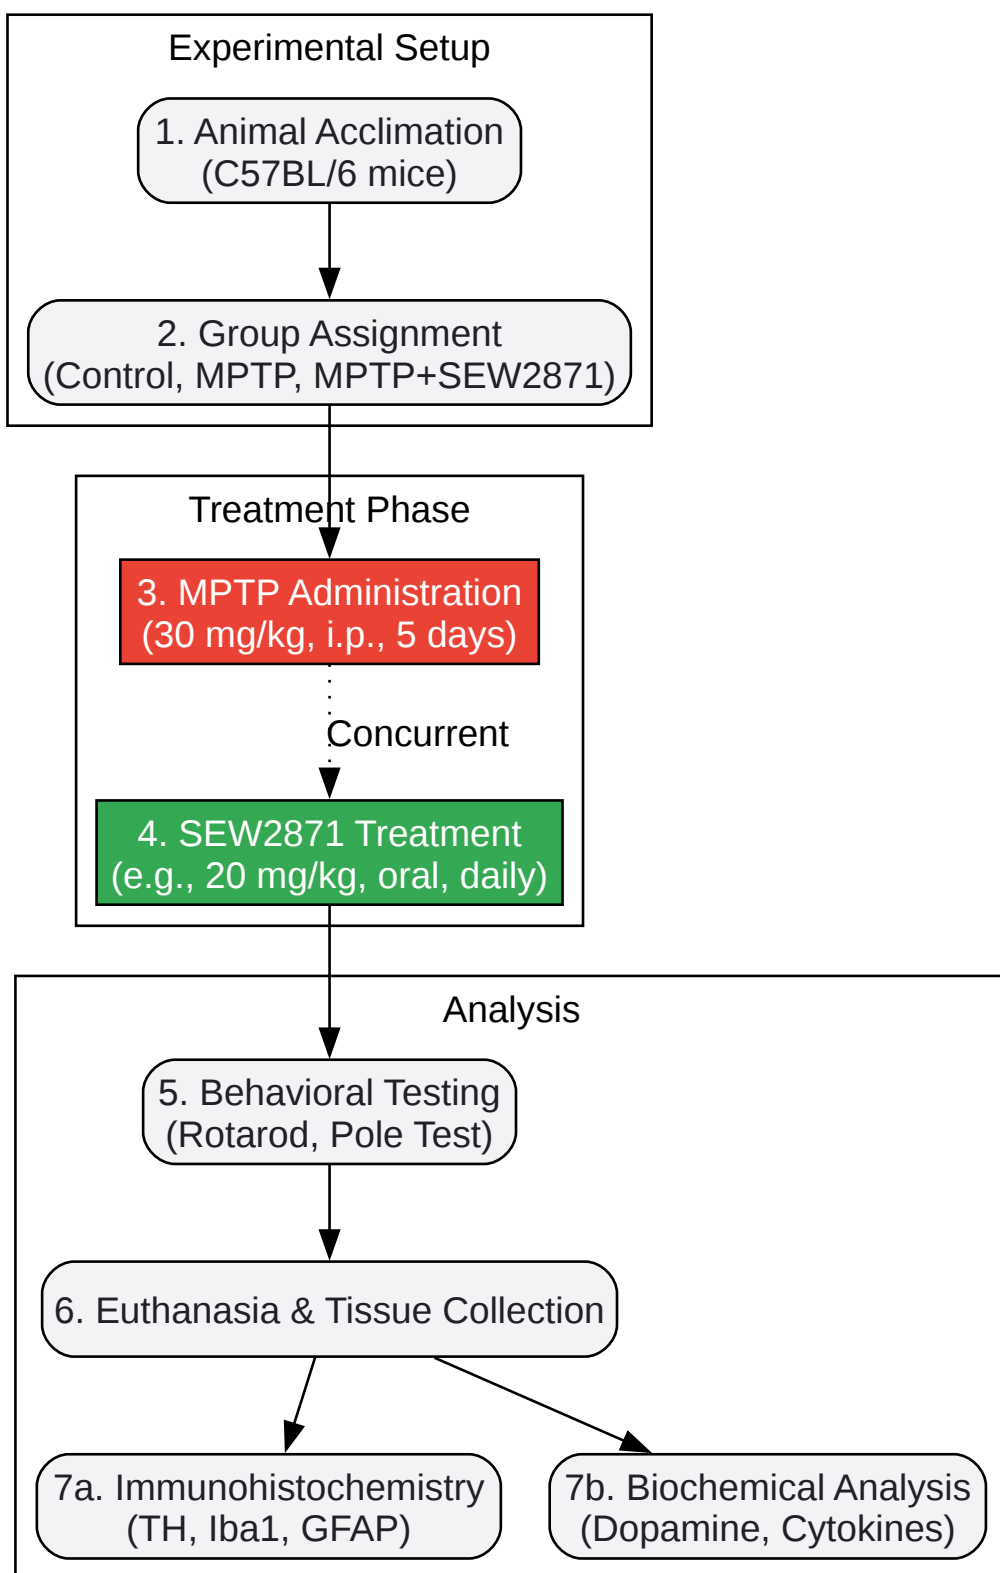 Experimental Setup
1. Animal Acclimation
(C57BL/6 mice)
2. Group Assignment
(Control, MPTP, MPTP+SEW2871)
Treatment Phase
3. MPTP Administration
(30 mg/kg, i.p., 5 days)
Concurrent
4. SEW2871 Treatment
(e.g., 20 mg/kg, oral, daily)
Analysis
5. Behavioral Testing
(Rotarod, Pole Test)
6. Euthanasia & Tissue Collection
7a. Immunohistochemistry
(TH, Iba1, GFAP)
7b. Biochemical Analysis
(Dopamine, Cytokines)